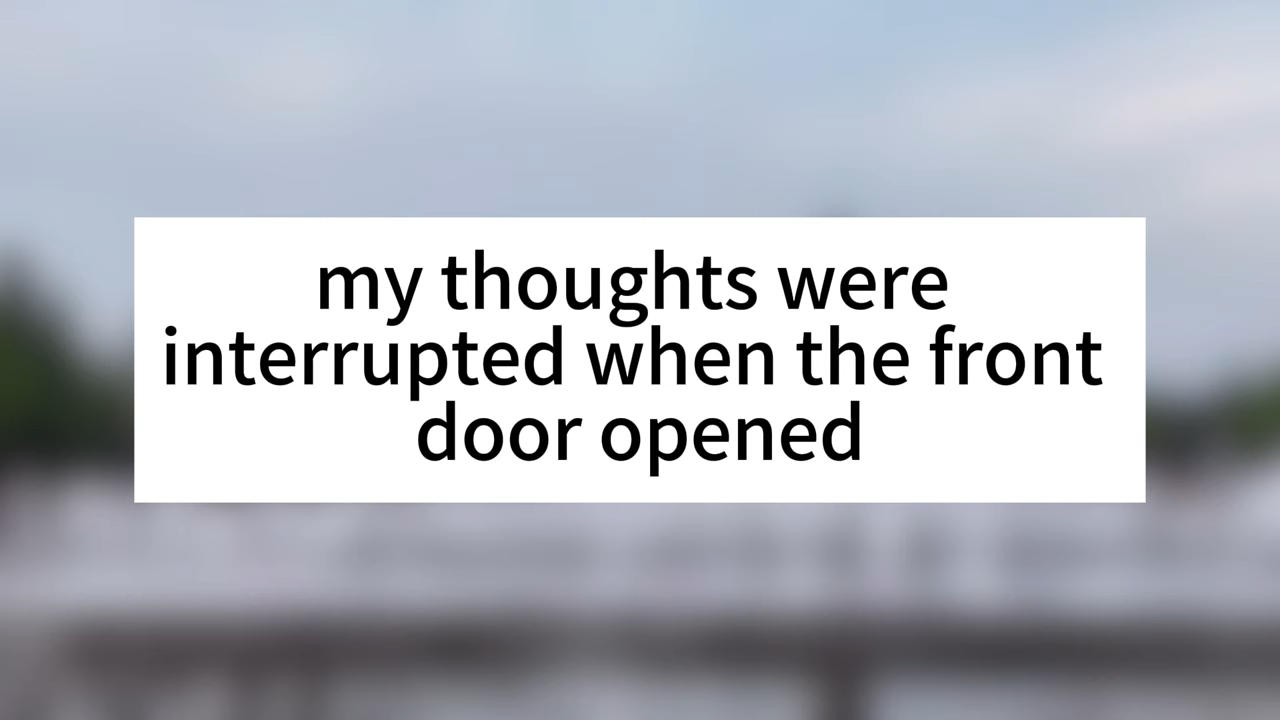 my thoughts were
interrupted when the front
door opened